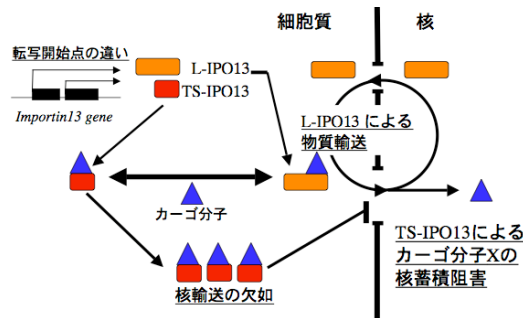 細胞質
核
転写開始点の違い
L-IPO13
TS-IPO13
Importin13 gene
L-IPO13 による
物質輸送
カーゴ分子
TS-IPO13による
カーゴ分子Xの
核蓄積阻害
核輸送の欠如